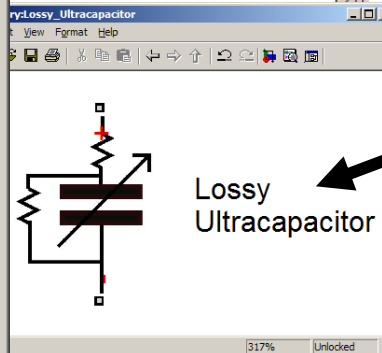 ry:Lossy_Ultracapacitor
View Format Help
Lossy
Ultracapacitor
317% Unlocked